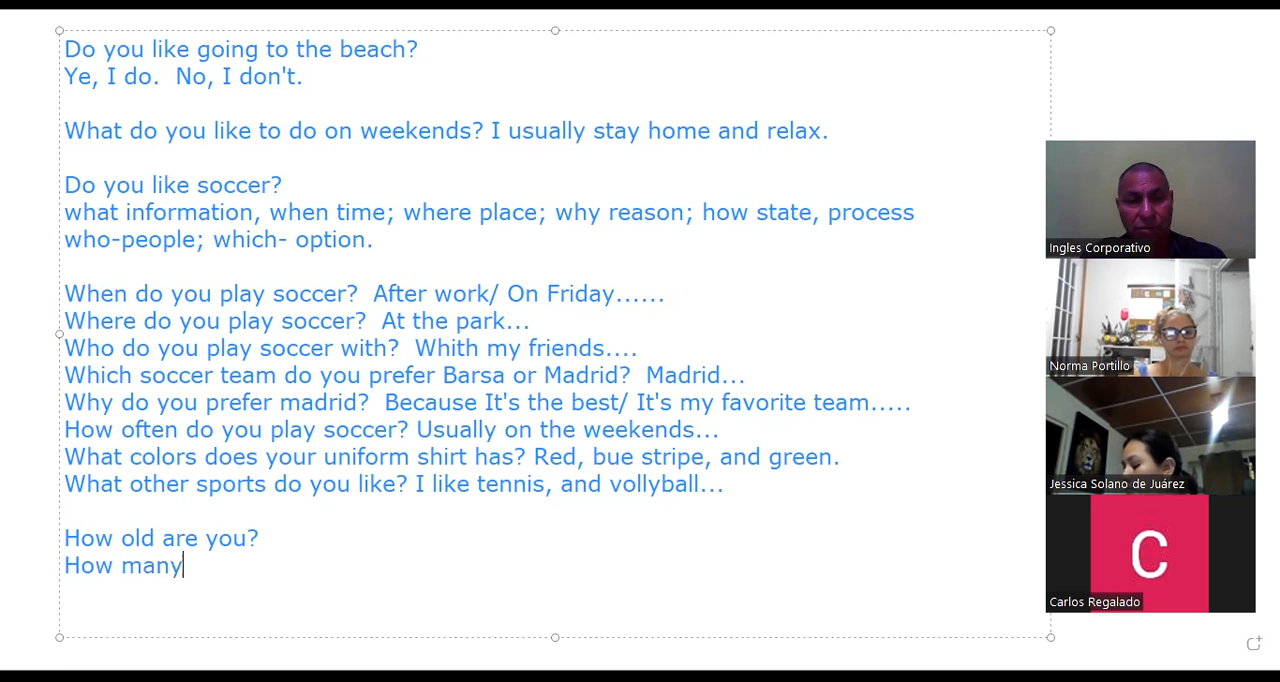 Do you like going to the beach?
Ye, I do.  No, I don't.
What do you like to do on weekends? I usually stay home and relax.
Do you like soccer?
what information, when time; where place; why reason; how state, process
who-people; which- option.
When do you play soccer?  After work/ On Friday......
Where do you play soccer?  At the park...
Who do you play soccer with?  Whith my friends....
Which soccer team do you prefer Barsa or Madrid?  Madrid...
Why do you prefer madrid?  Because It's the best/ It's my favorite team.....
How often do you play soccer? Usually on the weekends...
What colors does your uniform shirt has? Red, bue stripe, and green.
What other sports do you like? I like tennis, and vollyball...
How old are you?
How many
Ingles Corporativo
Norma Portillo
Jessica Solano de Juárez
C
Carlos Regalado